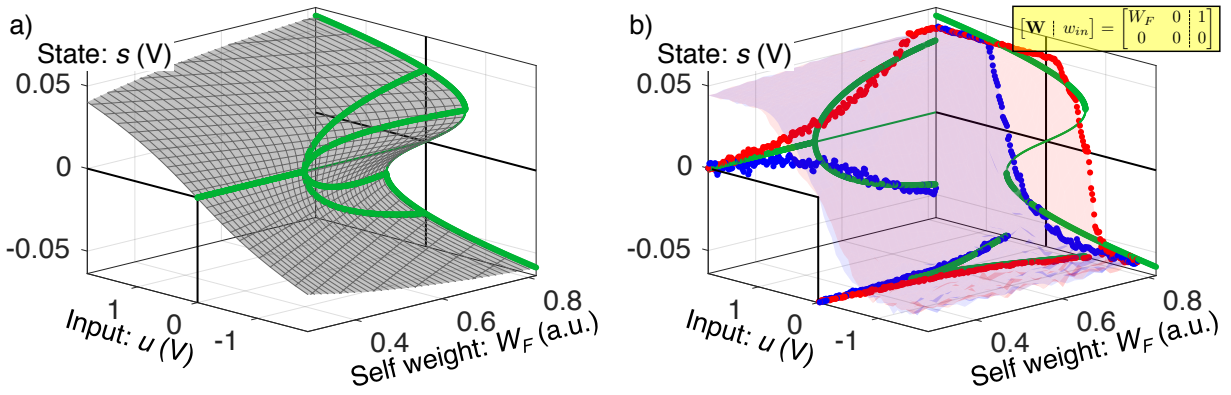 a)
State: s (V)
0.05
0
-0.05
1
0
-1
Input: u (V)
0.4
0.6
0.8
Self weight: W_F (a.u.)
b)
[W | w_in] = [W_F 0 | 1
0 0 | 0]
State: s (V)
0.05
0
-0.05
1
0
-1
Input: u (V)
0.4
0.6
0.8
Self weight: W_F (a.u.)